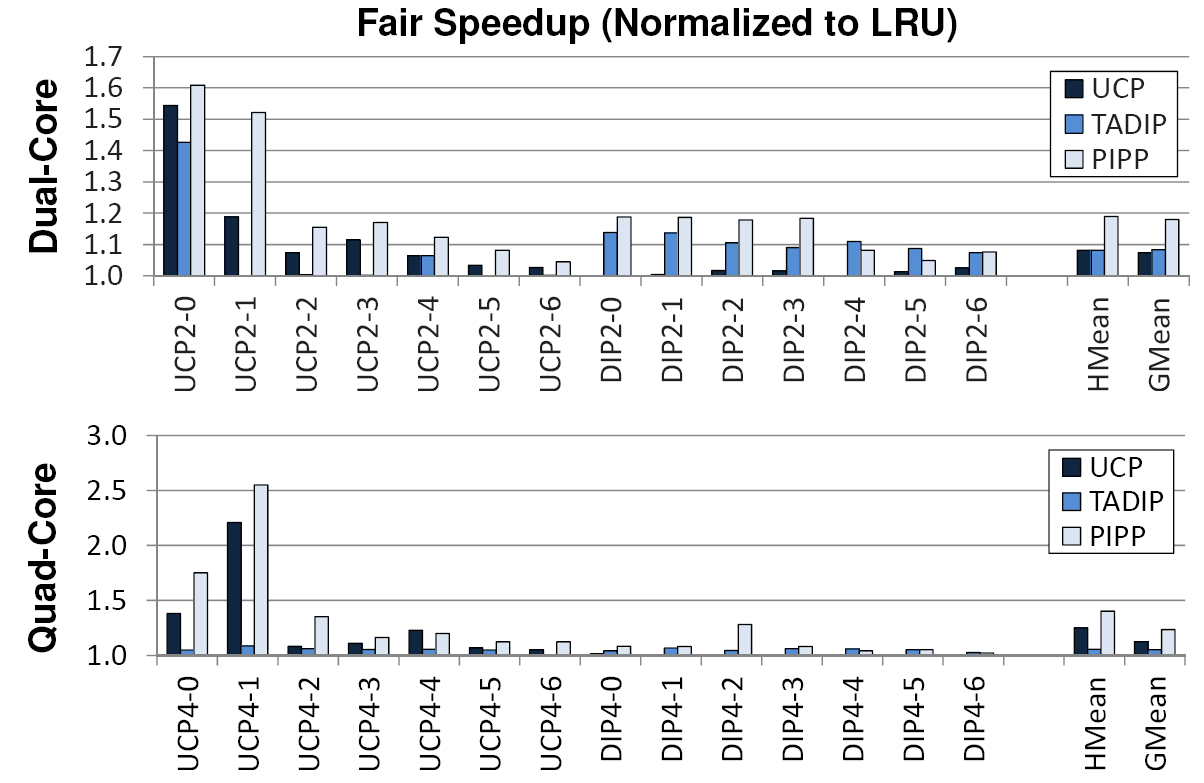 Fair Speedup (Normalized to LRU)
Dual-Core
1.7
1.6
1.5
1.4
1.3
1.2
1.1
1.0
UCP
TADIP
PIPP
UCP2-0
UCP2-1
UCP2-2
UCP2-3
UCP2-4
UCP2-5
UCP2-6
DIP2-0
DIP2-1
DIP2-2
DIP2-3
DIP2-4
DIP2-5
DIP2-6
HMean
GMean
Quad-Core
3.0
2.5
2.0
1.5
1.0
UCP
TADIP
PIPP
UCP4-0
UCP4-1
UCP4-2
UCP4-3
UCP4-4
UCP4-5
UCP4-6
DIP4-0
DIP4-1
DIP4-2
DIP4-3
DIP4-4
DIP4-5
DIP4-6
HMean
GMean